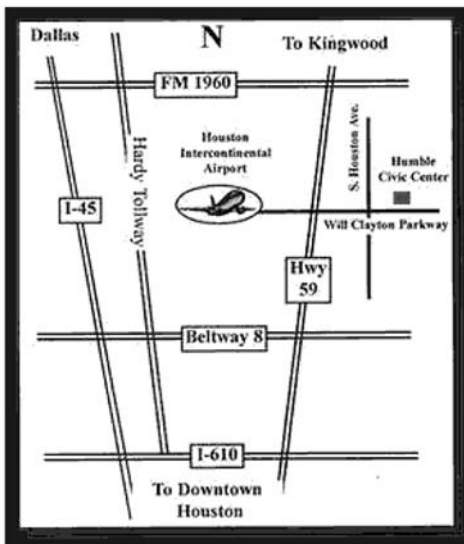 Dallas
N
To Kingwood
FM 1960
Hardy Tollway
Houston
Intercontinental
Airport
S. Houston Ave.
Humble
Civic Center
I-45
Will Clayton Parkway
Hwy
59
Beltway 8
I-610
To Downtown
Houston